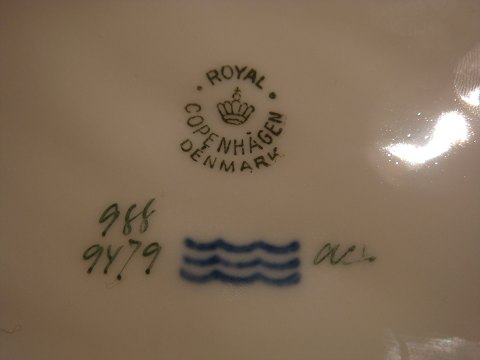 ROYAL
COPENHAGEN
DENMARK
988
9479